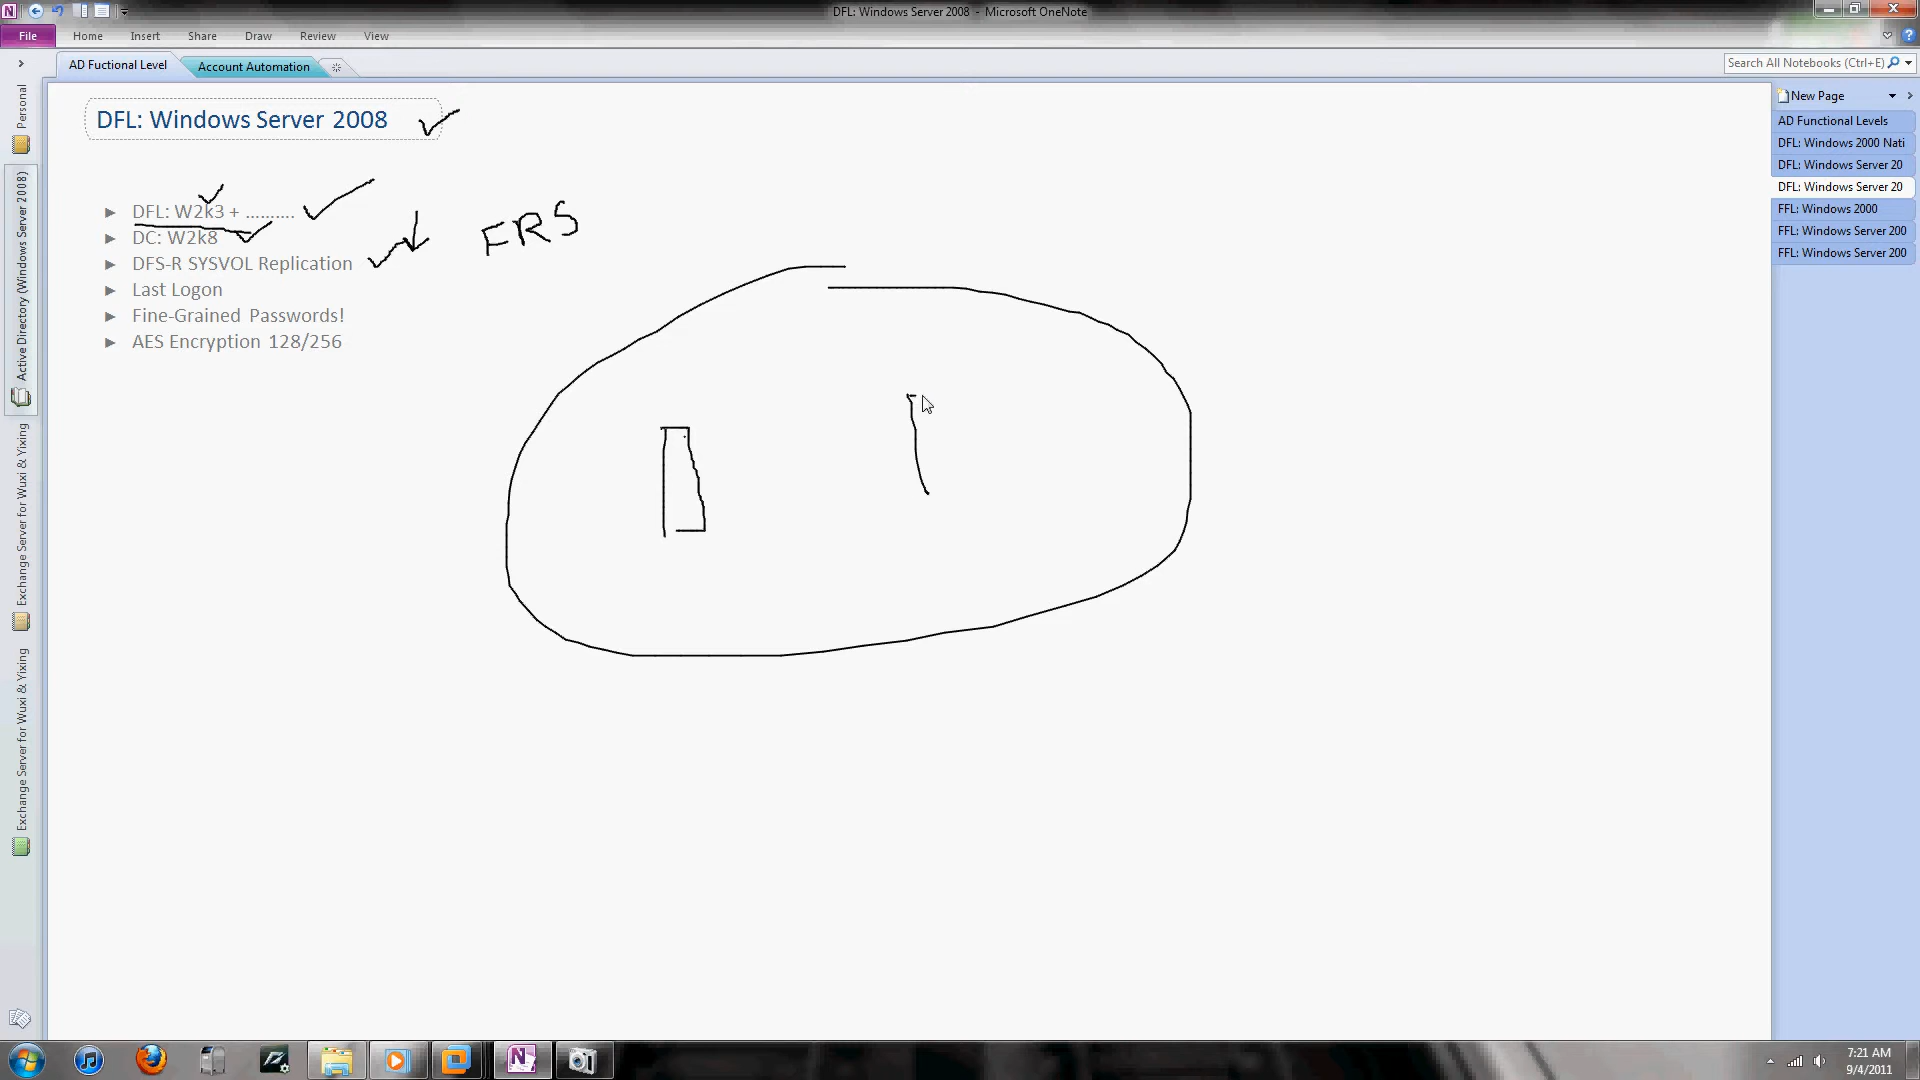 DFL: Windows Server 2008 - Microsoft OneNote
File Home Insert Share Draw Review View
AD Fuctional Level
Account Automation
Search All Notebooks (Ctrl+E)
Personal
Active Directory (Windows Server 2008)
Exchange Server for Wuxi & Yixing
Exchange Server for Wuxi & Yixing
DFL: Windows Server 2008
DFL: W2k3 + ..........
DC: W2k8
DFS-R SYSVOL Replication
Last Logon
Fine-Grained Passwords!
AES Encryption 128/256
FRS
New Page
AD Functional Levels
DFL: Windows 2000 Nati
DFL: Windows Server 20
DFL: Windows Server 20
FFL: Windows 2000
FFL: Windows Server 200
FFL: Windows Server 200
7:21 AM
9/4/2011